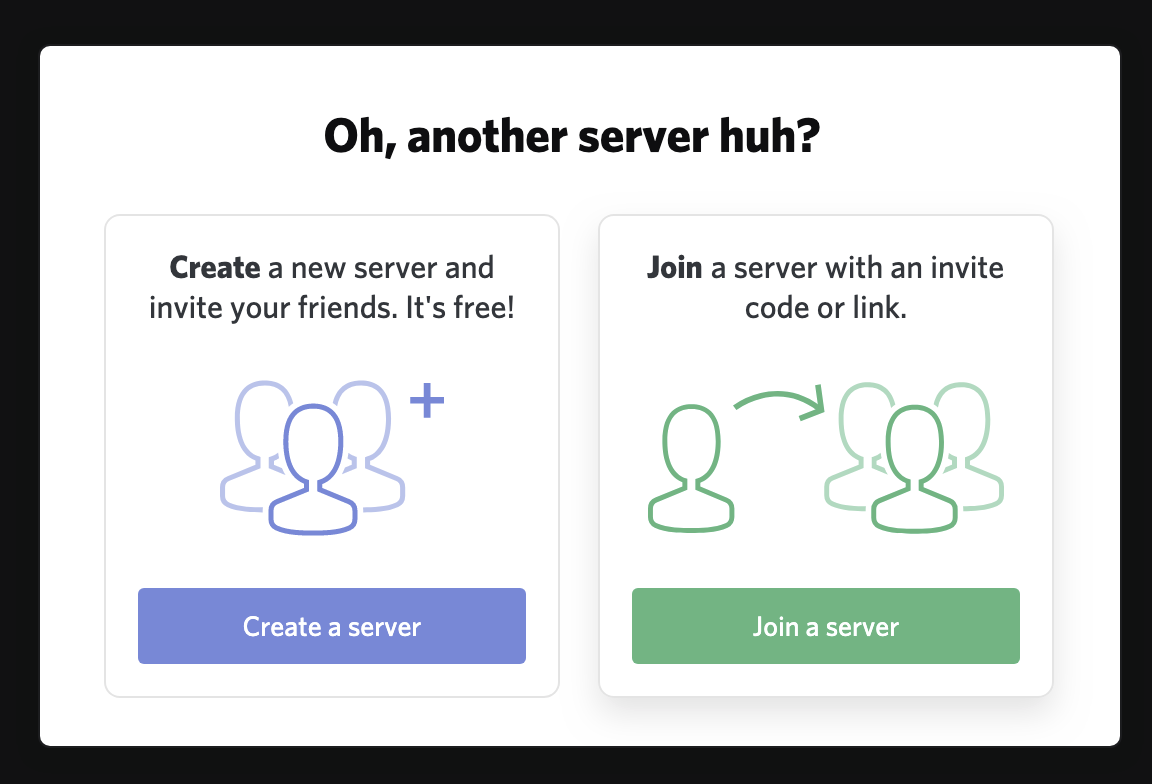 Oh, another server huh?
Create a new server and
invite your friends. It's free!
Create a server
Join a server with an invite
code or link.
Join a server